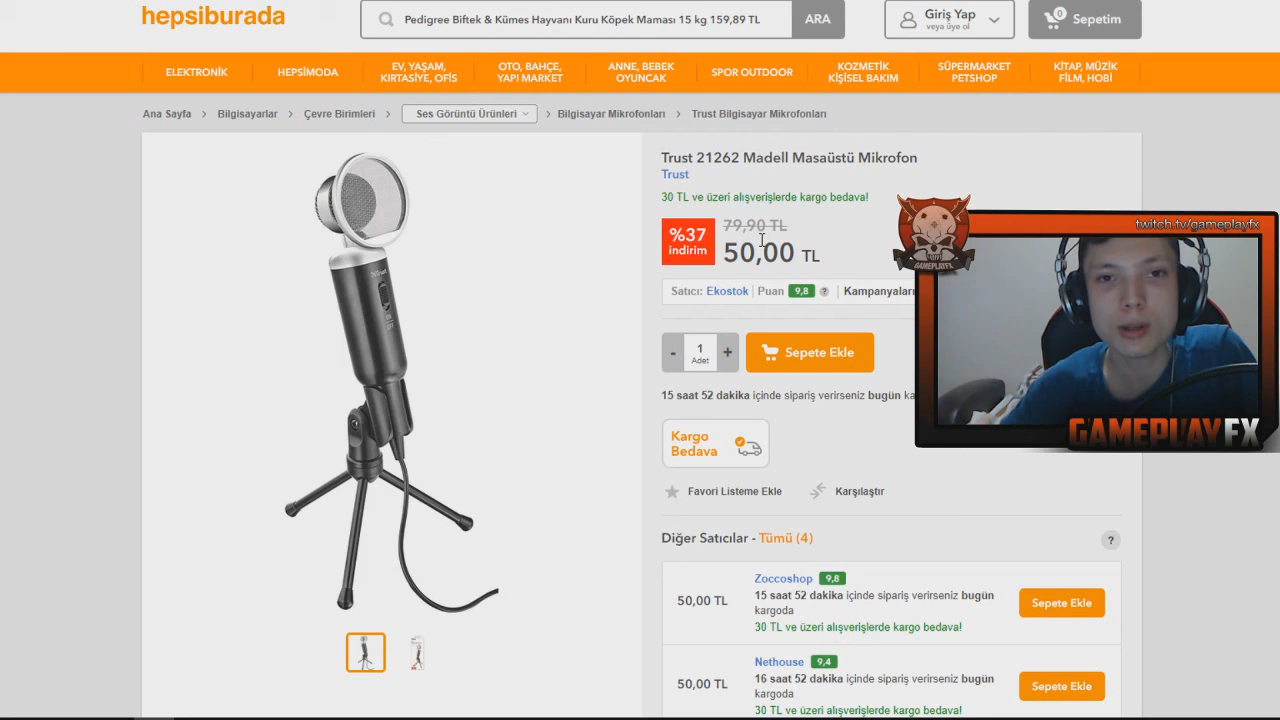 hepsiburada
Pedigree Biftek & Kümes Hayvanı Kuru Köpek Maması 15 kg 159,89 TL
ARA
Giriş Yap
veya üye ol
0
Sepetim
ELEKTRONİK
HEPSİMODA
EV, YAŞAM,
KIRTASİYE, OFİS
OTO, BAHÇE,
YAPI MARKET
ANNE, BEBEK
OYUNCAK
SPOR OUTDOOR
KOZMETİK
KİŞİSEL BAKIM
SÜPERMARKET
PETSHOP
KİTAP, MÜZİK
FİLM, HOBİ
Ana Sayfa > Bilgisayarlar > Çevre Birimleri > Ses Görüntü Ürünleri > Bilgisayar Mikrofonları > Trust Bilgisayar Mikrofonları
Trust 21262 Madell Masaüstü Mikrofon
Trust
30 TL ve üzeri alışverişlerde kargo bedava!
%37
indirim
79,90 TL
50,00 TL
Satıcı: Ekostok | Puan 9,8 ? | Kampanyaları
- 1 +
Adet
Sepete Ekle
15 saat 52 dakika içinde sipariş verirseniz bugün ka
Kargo
Bedava
Favori Listeme Ekle
Karşılaştır
Diğer Satıcılar - Tümü (4)
?
50,00 TL
Zoccoshop 9,8
15 saat 52 dakika içinde sipariş verirseniz bugün
kargoda
30 TL ve üzeri alışverişlerde kargo bedava!
Sepete Ekle
50,00 TL
Nethouse 9,4
16 saat 52 dakika içinde sipariş verirseniz bugün
kargoda
30 TL ve üzeri alışverişlerde kargo bedava!
Sepete Ekle
twitch.tv/gameplayfx
GAMEPLAYFX
GAMEPLAYFX
Trust